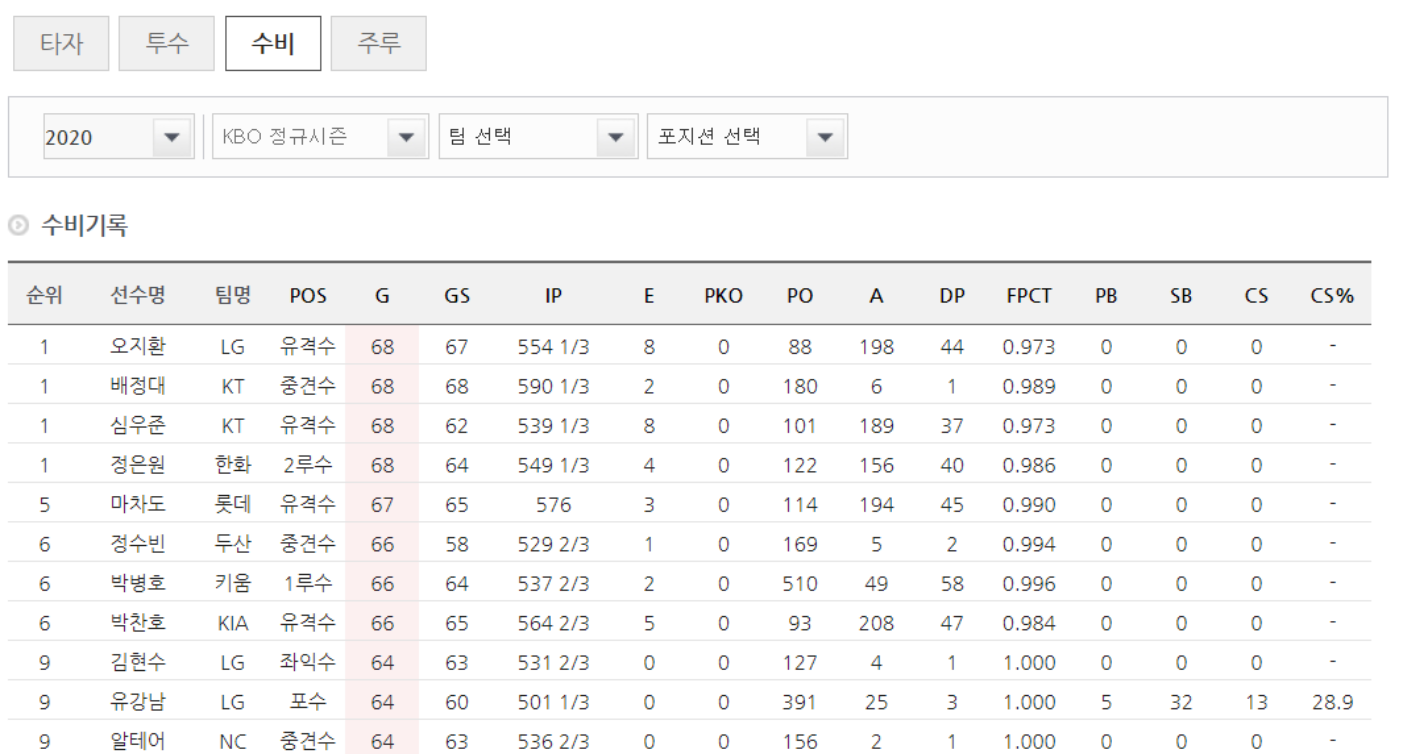 타자 투수 수비 주루
2020 KBO 정규시즌 팀 선택 포지션 선택
수비기록
순위 선수명 팀명 POS G GS IP E PKO PO A DP FPCT PB SB CS CS%
1 오지환 LG 유격수 68 67 554 1/3 8 0 88 198 44 0.973 0 0 0 -
1 배정대 KT 중견수 68 68 590 1/3 2 0 180 6 1 0.989 0 0 0 -
1 심우준 KT 유격수 68 62 539 1/3 8 0 101 189 37 0.973 0 0 0 -
1 정은원 한화 2루수 68 64 549 1/3 4 0 122 156 40 0.986 0 0 0 -
5 마차도 롯데 유격수 67 65 576 3 0 114 194 45 0.990 0 0 0 -
6 정수빈 두산 중견수 66 58 529 2/3 1 0 169 5 2 0.994 0 0 0 -
6 박병호 키움 1루수 66 64 537 2/3 2 0 510 49 58 0.996 0 0 0 -
6 박찬호 KIA 유격수 66 65 564 2/3 5 0 93 208 47 0.984 0 0 0 -
9 김현수 LG 좌익수 64 63 531 2/3 0 0 127 4 1 1.000 0 0 0 -
9 유강남 LG 포수 64 60 501 1/3 0 0 391 25 3 1.000 5 32 13 28.9
9 알테어 NC 중견수 64 63 536 2/3 0 0 156 2 1 1.000 0 0 0 -